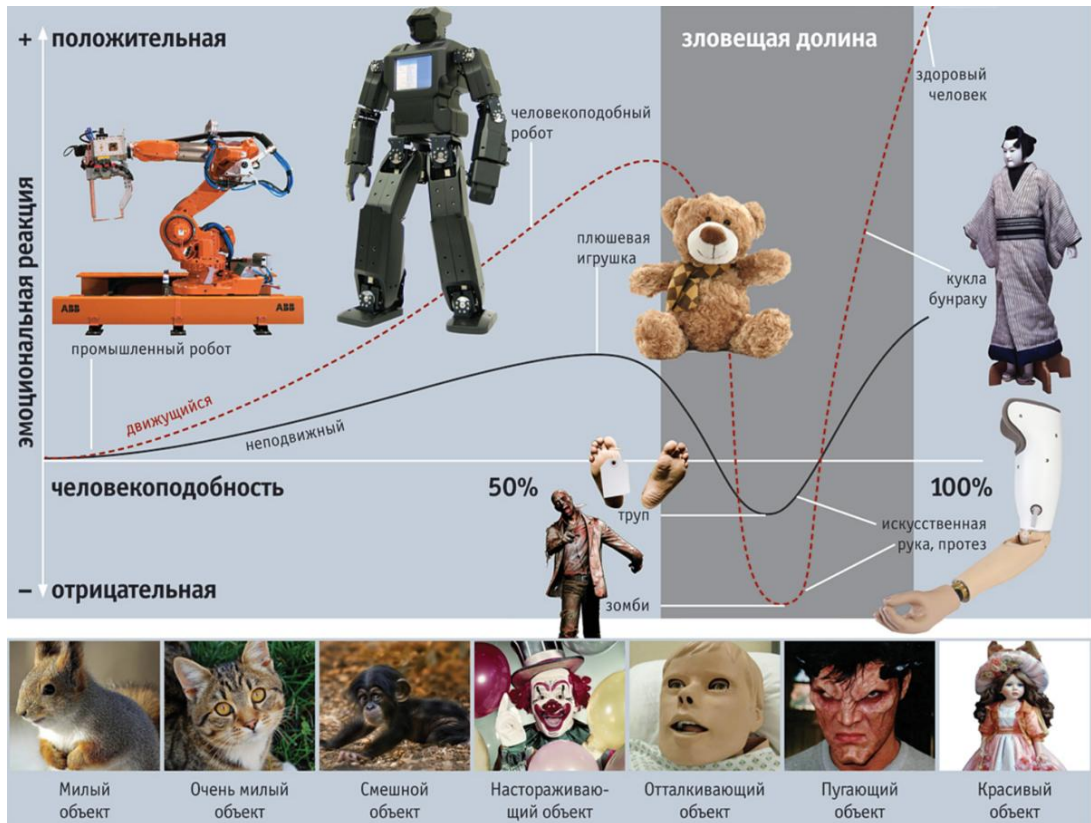 + положительная
зловещая долина
здоровый
человек
человекоподобный
робот
эмоциональная реакция
плюшевая
игрушка
кукла
бунраку
ABB
ABB
промышленный робот
движущийся
неподвижный
человекоподобность
50%
100%
труп
искусственная
рука, протез
зомби
– отрицательная
Милый
объект
Очень милый
объект
Смешной
объект
Настораживаю-
щий объект
Отталкивающий
объект
Пугающий
объект
Красивый
объект